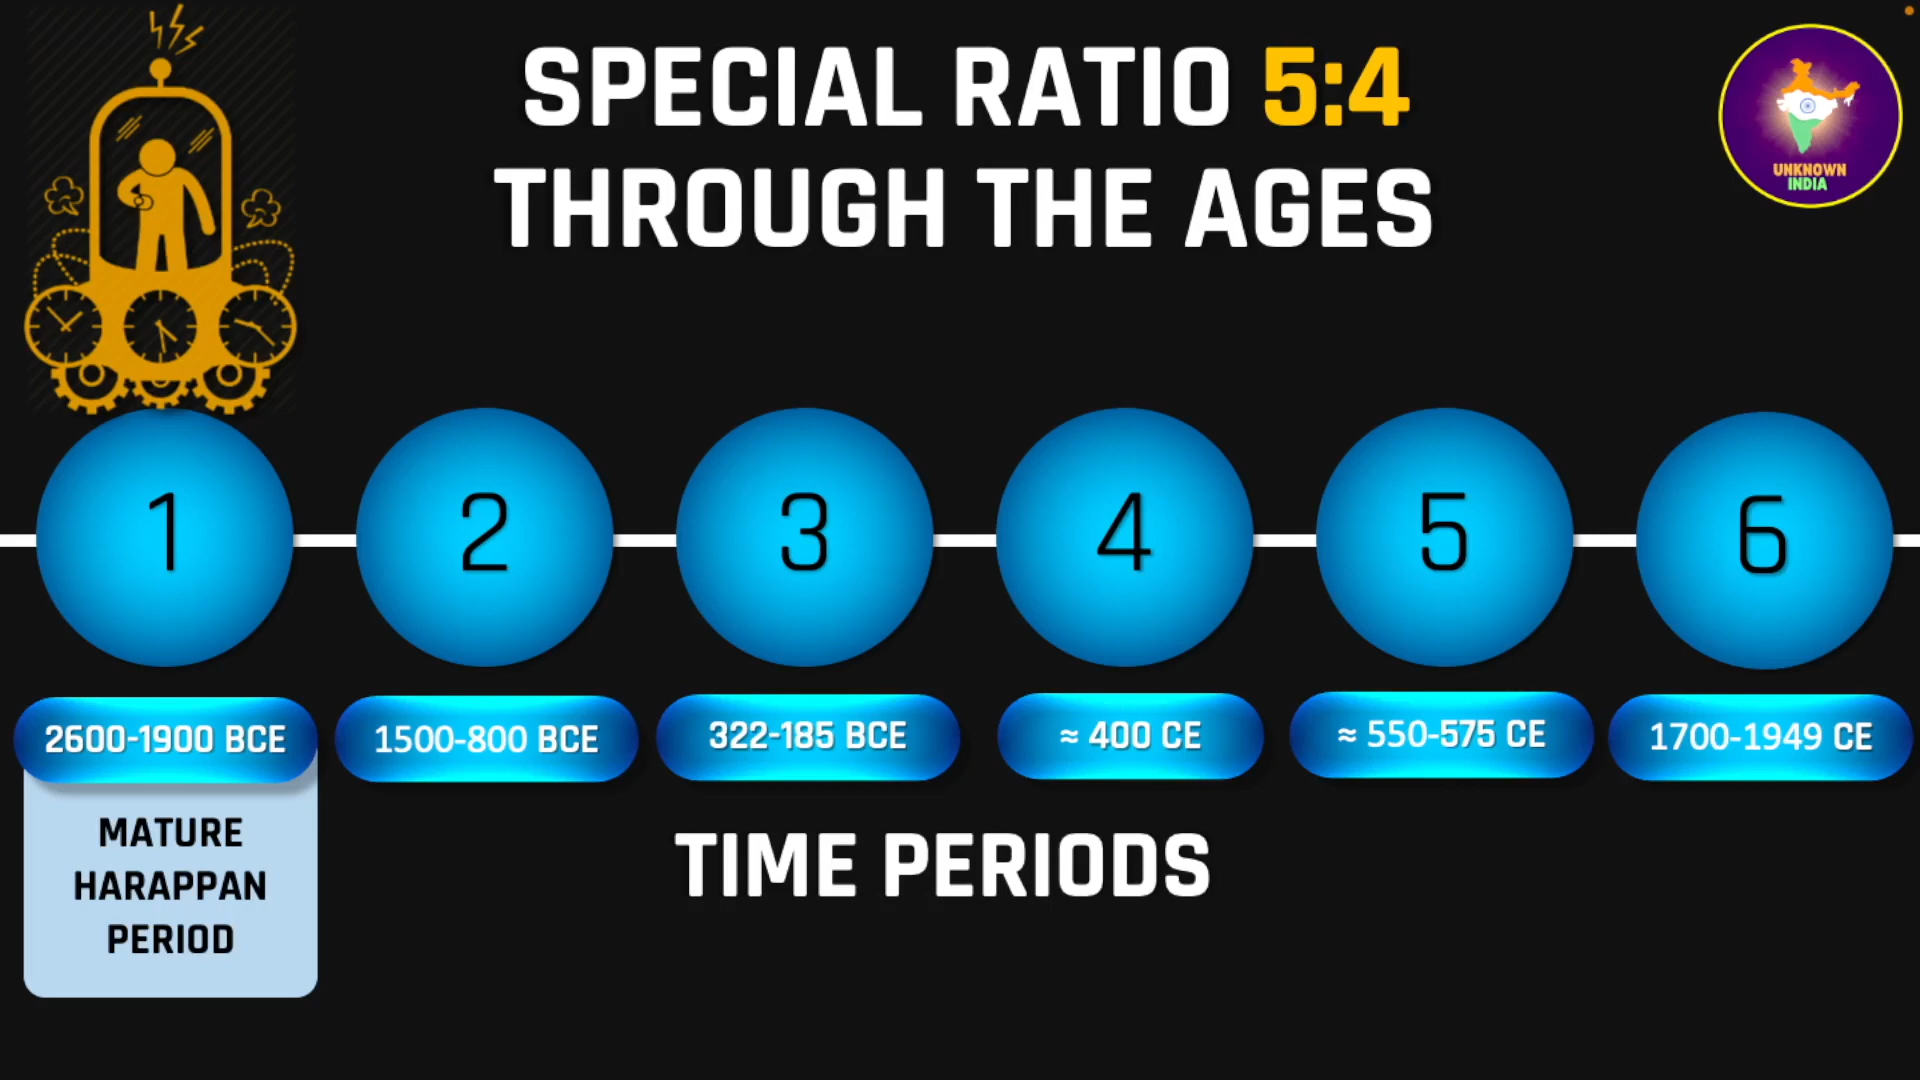 SPECIAL RATIO 5:4
THROUGH THE AGES
UNKNOWN
INDIA
1
2
3
4
5
6
2600-1900 BCE
1500-800 BCE
322-185 BCE
≈ 400 CE
≈ 550-575 CE
1700-1949 CE
MATURE
HARAPPAN
PERIOD
TIME PERIODS